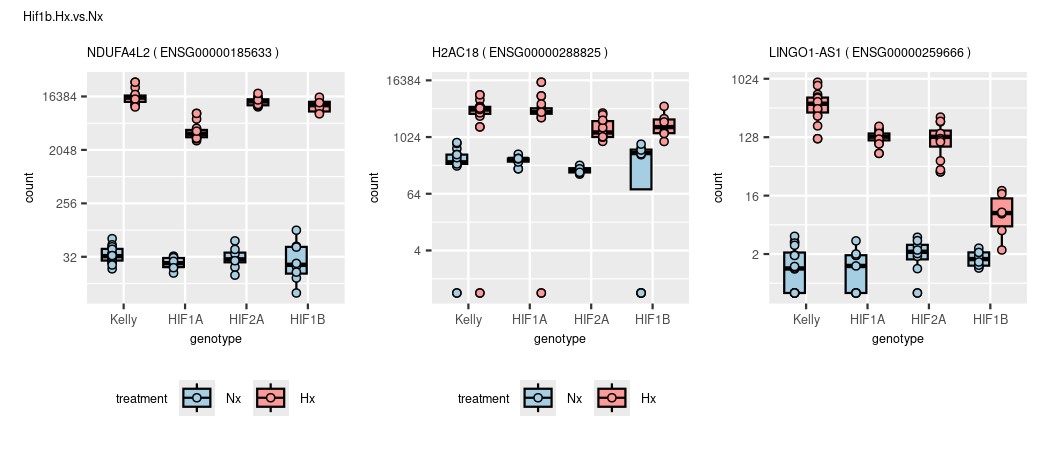 Hif1b.Hx.vs.Nx
NDUFA4L2 ( ENSG00000185633 )
16384
2048
256
32
count
Kelly HIF1A HIF2A HIF1B
genotype
H2AC18 ( ENSG00000288825 )
16384
1024
64
4
count
Kelly HIF1A HIF2A HIF1B
genotype
LINGO1-AS1 ( ENSG00000259666 )
1024
128
16
2
count
Kelly HIF1A HIF2A HIF1B
genotype
treatment Nx Hx
treatment Nx Hx